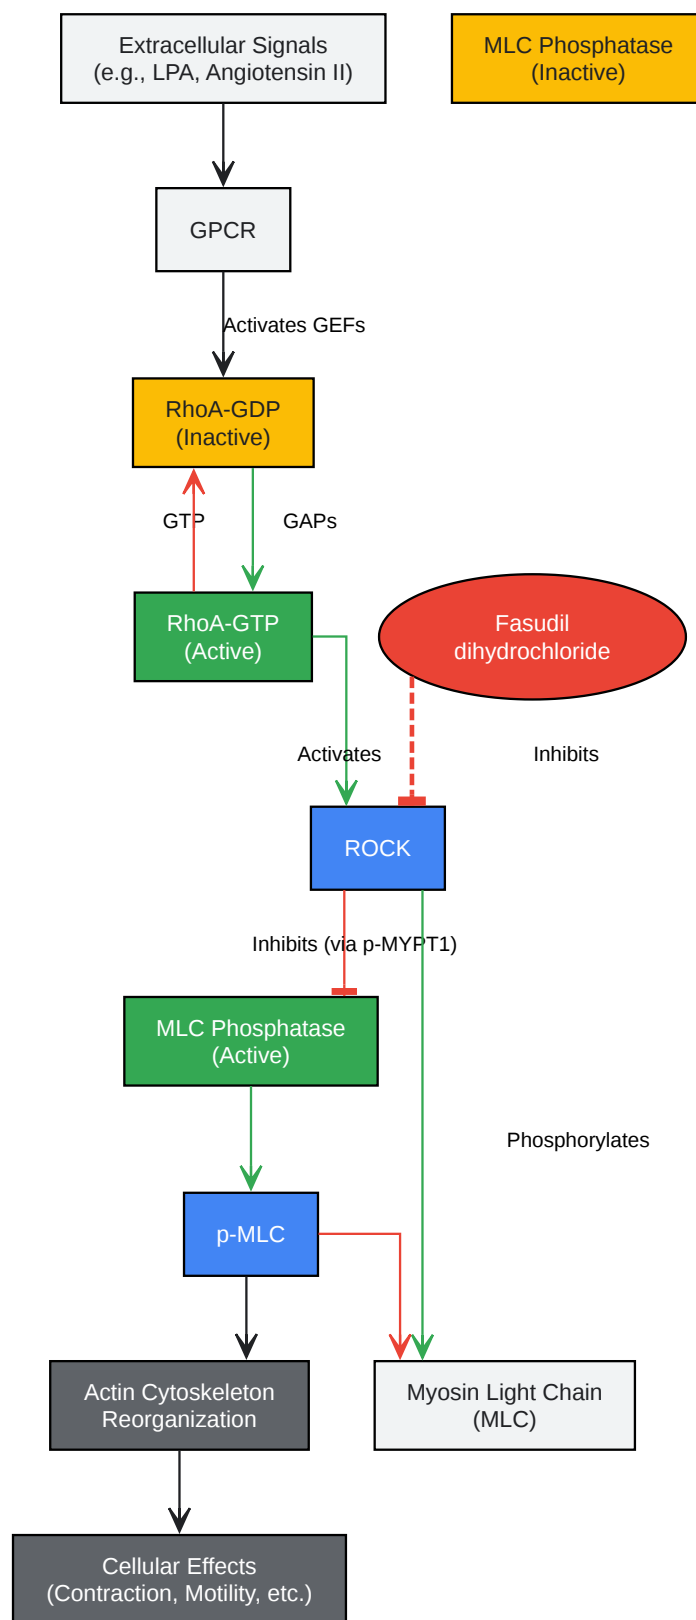 Extracellular Signals
(e.g., LPA, Angiotensin II)
MLC Phosphatase
(Inactive)
GPCR
Activates GEFs
RhoA-GDP
(Inactive)
GTP
GAPs
RhoA-GTP
(Active)
Fasudil
dihydrochloride
Activates
Inhibits
ROCK
Inhibits (via p-MYPT1)
MLC Phosphatase
(Active)
Phosphorylates
p-MLC
Actin Cytoskeleton
Reorganization
Myosin Light Chain
(MLC)
Cellular Effects
(Contraction, Motility, etc.)